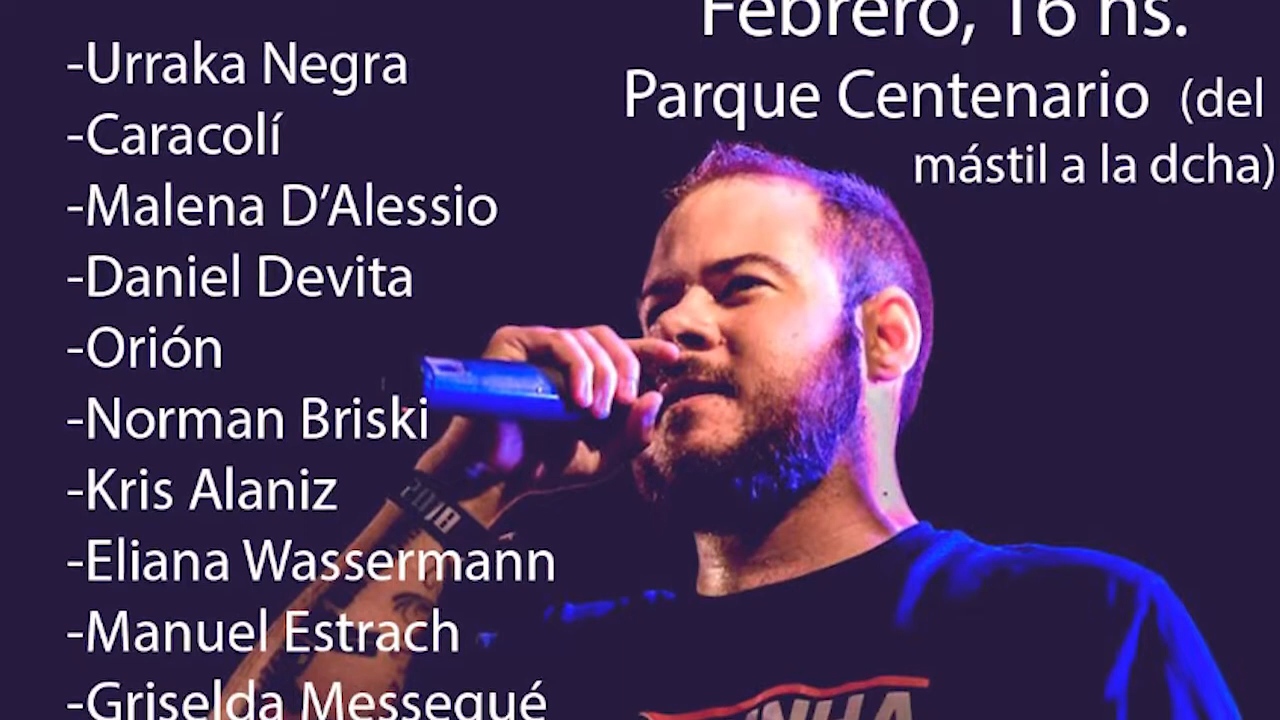 Febrero, 16 hs.
Parque Centenario (del
mástil a la dcha)
-Urraka Negra
-Caracolí
-Malena D'Alessio
-Daniel Devita
-Orión
-Norman Briski
-Kris Alaniz
-Eliana Wassermann
-Manuel Estrach
-Griselda Messegué
2018